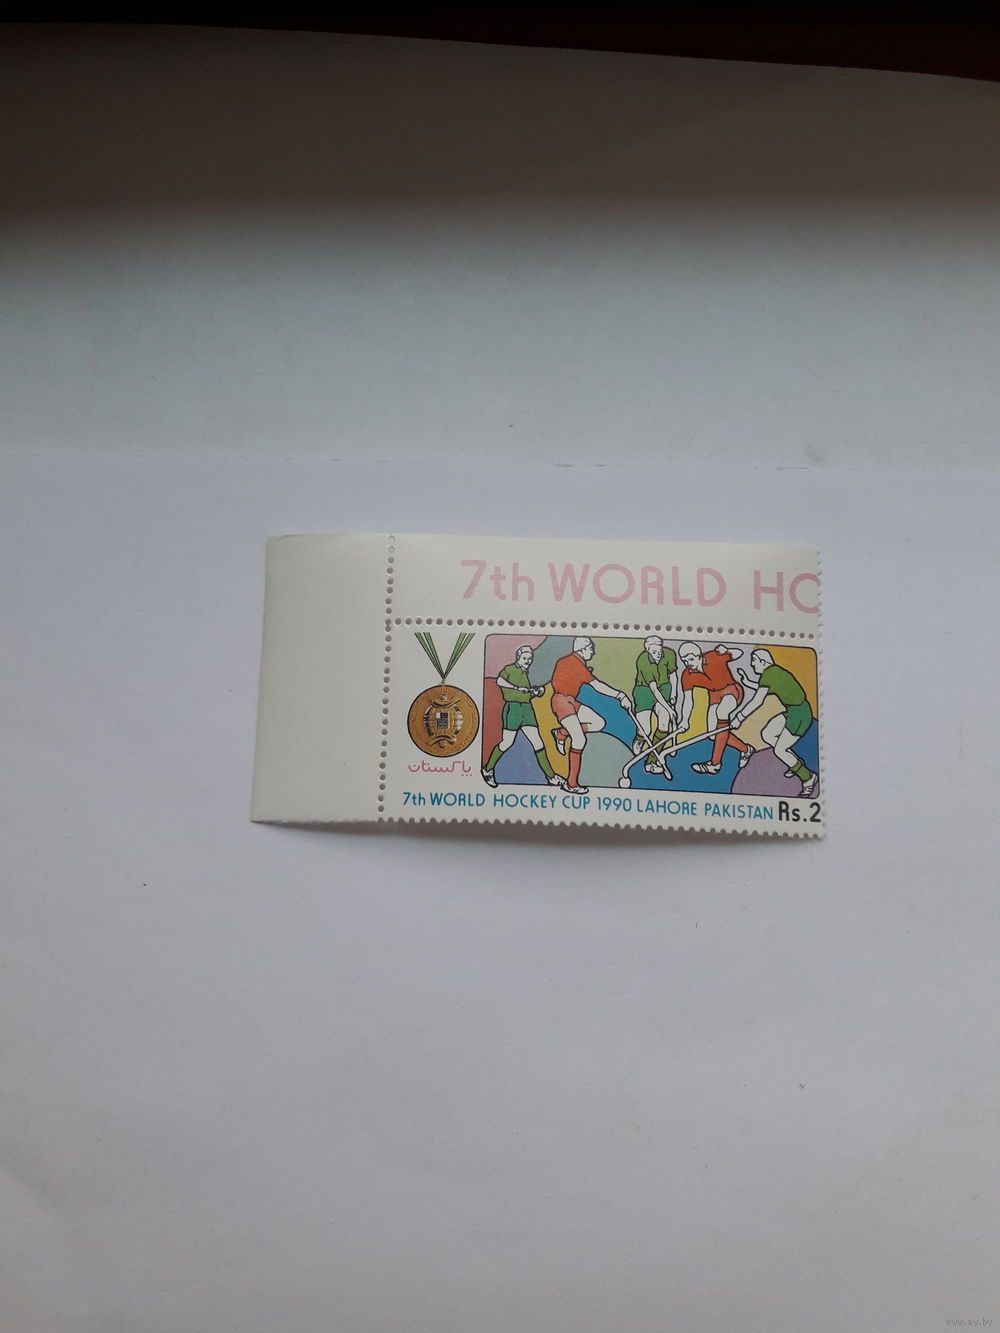 7th WORLD HO
پاکستان
7th WORLD HOCKEY CUP 1990 LAHORE PAKISTAN Rs.2
www.ay.by